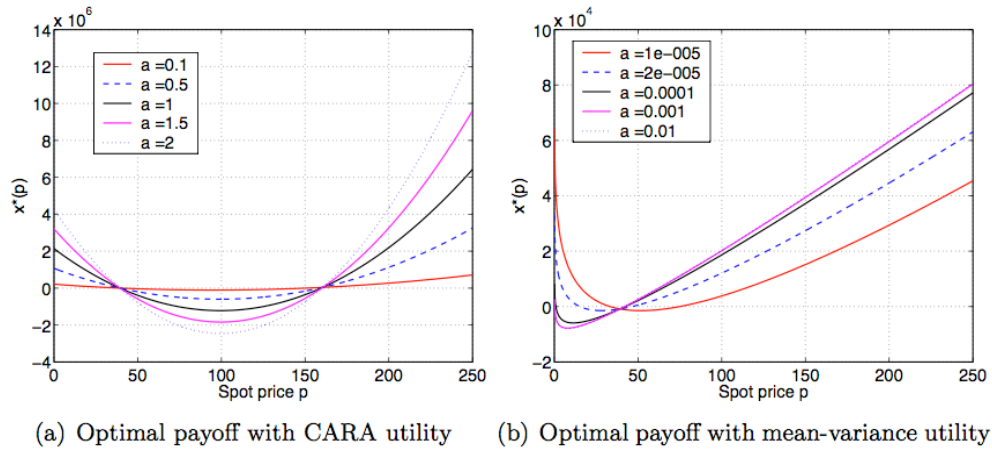 x 10^6
14
12
10
8
6
4
2
0
−2
−4
x*(p)
a =0.1
a =0.5
a =1
a =1.5
a =2
0 50 100 150 200 250
Spot price p
(a) Optimal payoff with CARA utility
x 10^4
10
8
6
4
2
0
−2
x*(p)
a =1e−005
a =2e−005
a =0.0001
a =0.001
a =0.01
0 50 100 150 200 250
Spot price p
(b) Optimal payoff with mean-variance utility